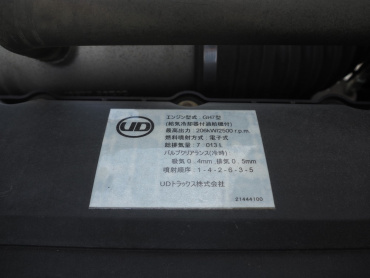 UD
エンジン型式：GH7型
(給気冷却器付過給機付)
最高出力：206kW/2500r.p.m
燃料噴射方式：電子式
総排気量：7.013ℓ
バルブクリアランス(冷時)
吸気0.4mm,排気0.5mm
噴射順序：1-4-2-6-3-5
UDトラックス株式会社
21444100